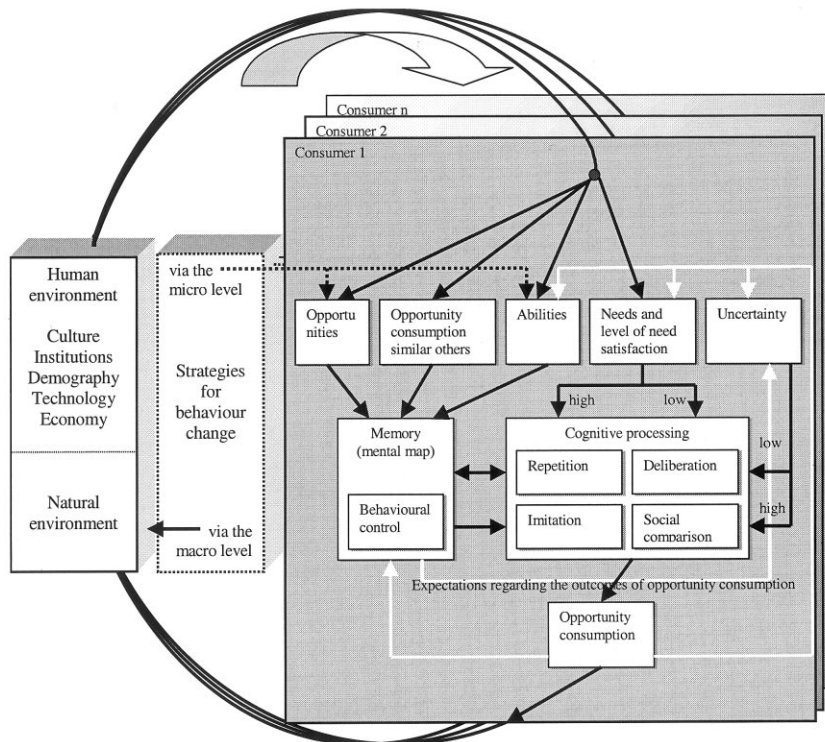 Consumer n
Consumer 2
Consumer 1
Human
environment
Culture
Institutions
Demography
Technology
Economy
Natural
environment
via the
micro level
Strategies
for
behaviour
change
via the
macro level
Opportu
nities
Opportunity
consumption
similar others
Abilities
Needs and
level of need
satisfaction
Uncertainty
high
low
Memory
(mental map)
Behavioural
control
Cognitive processing
Repetition
Deliberation
Imitation
Social
comparison
low
high
Expectations regarding the outcomes of opportunity consumption
Opportunity
consumption